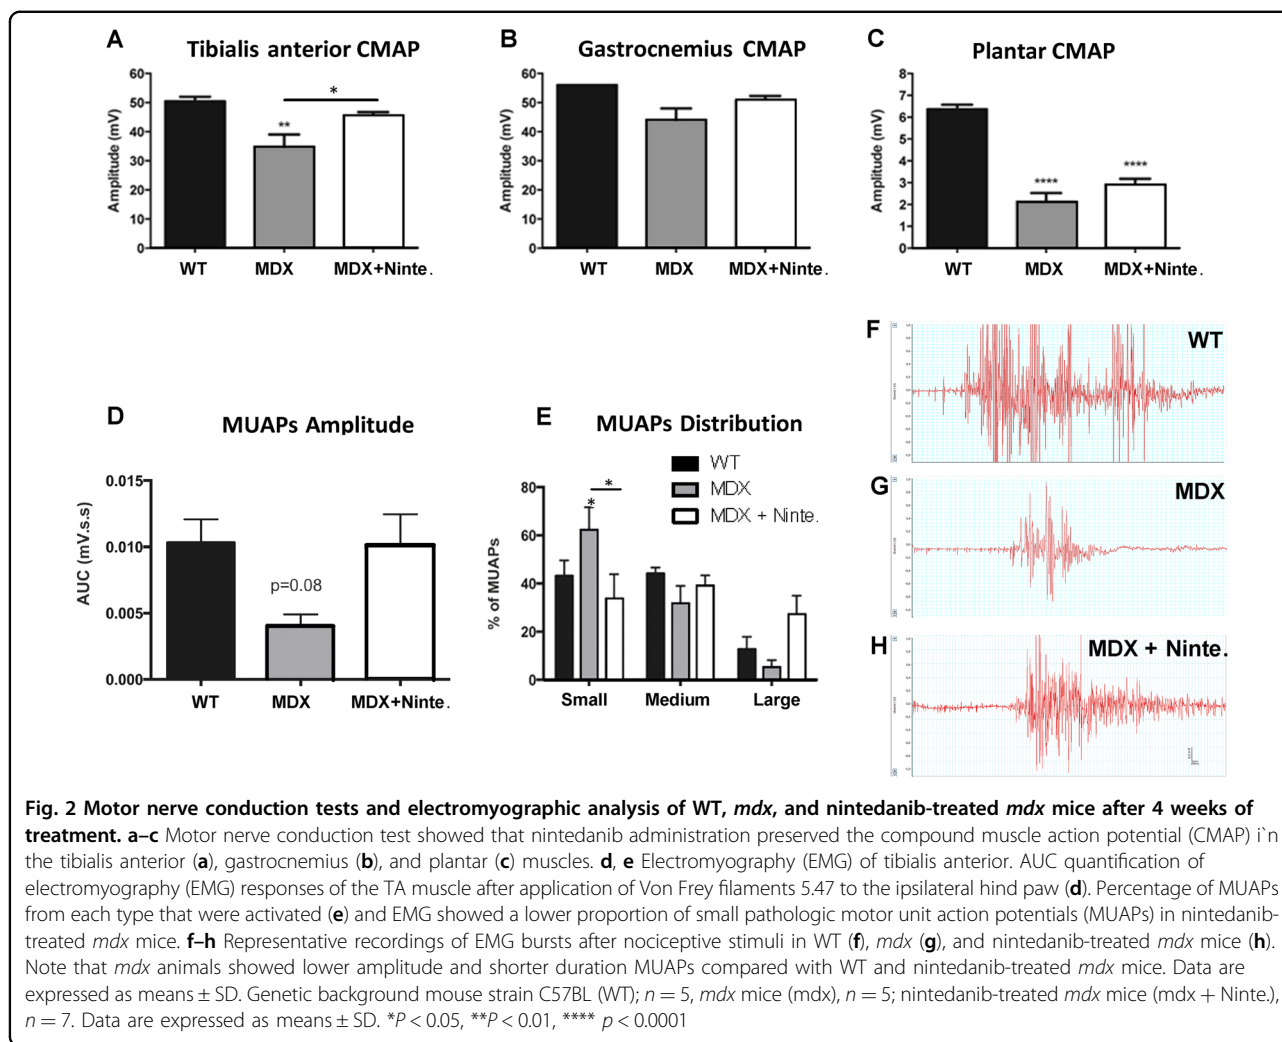 A
Tibialis anterior CMAP
Amplitude (mV)
60
50
40
30
20
10
0
**
*
WT
MDX
MDX+Ninte.
B
Gastrocnemius CMAP
Amplitude (mV)
60
50
40
30
20
10
0
WT
MDX
MDX+Ninte.
C
Plantar CMAP
Amplitude (mV)
8
7
6
5
4
3
2
1
0
****
****
WT
MDX
MDX+Ninte.
D
MUAPs Amplitude
AUC (mV.s.s)
0.015
0.010
0.005
0.000
p=0.08
WT
MDX
MDX+Ninte.
E
MUAPs Distribution
WT
MDX
MDX + Ninte.
% of MUAPs
80
60
40
20
0
*
*
Small
Medium
Large
F
WT
G
MDX
H
MDX + Ninte.
Fig. 2 Motor nerve conduction tests and electromyographic analysis of WT, mdx, and nintedanib-treated mdx mice after 4 weeks of
treatment. a–c Motor nerve conduction test showed that nintedanib administration preserved the compound muscle action potential (CMAP) i`n
the tibialis anterior (a), gastrocnemius (b), and plantar (c) muscles. d, e Electromyography (EMG) of tibialis anterior. AUC quantification of
electromyography (EMG) responses of the TA muscle after application of Von Frey filaments 5.47 to the ipsilateral hind paw (d). Percentage of MUAPs
from each type that were activated (e) and EMG showed a lower proportion of small pathologic motor unit action potentials (MUAPs) in nintedanib-
treated mdx mice. f–h Representative recordings of EMG bursts after nociceptive stimuli in WT (f), mdx (g), and nintedanib-treated mdx mice (h).
Note that mdx animals showed lower amplitude and shorter duration MUAPs compared with WT and nintedanib-treated mdx mice. Data are
expressed as means ± SD. Genetic background mouse strain C57BL (WT); n = 5, mdx mice (mdx), n = 5; nintedanib-treated mdx mice (mdx + Ninte.),
n = 7. Data are expressed as means ± SD. *P < 0.05, **P < 0.01, **** p < 0.0001